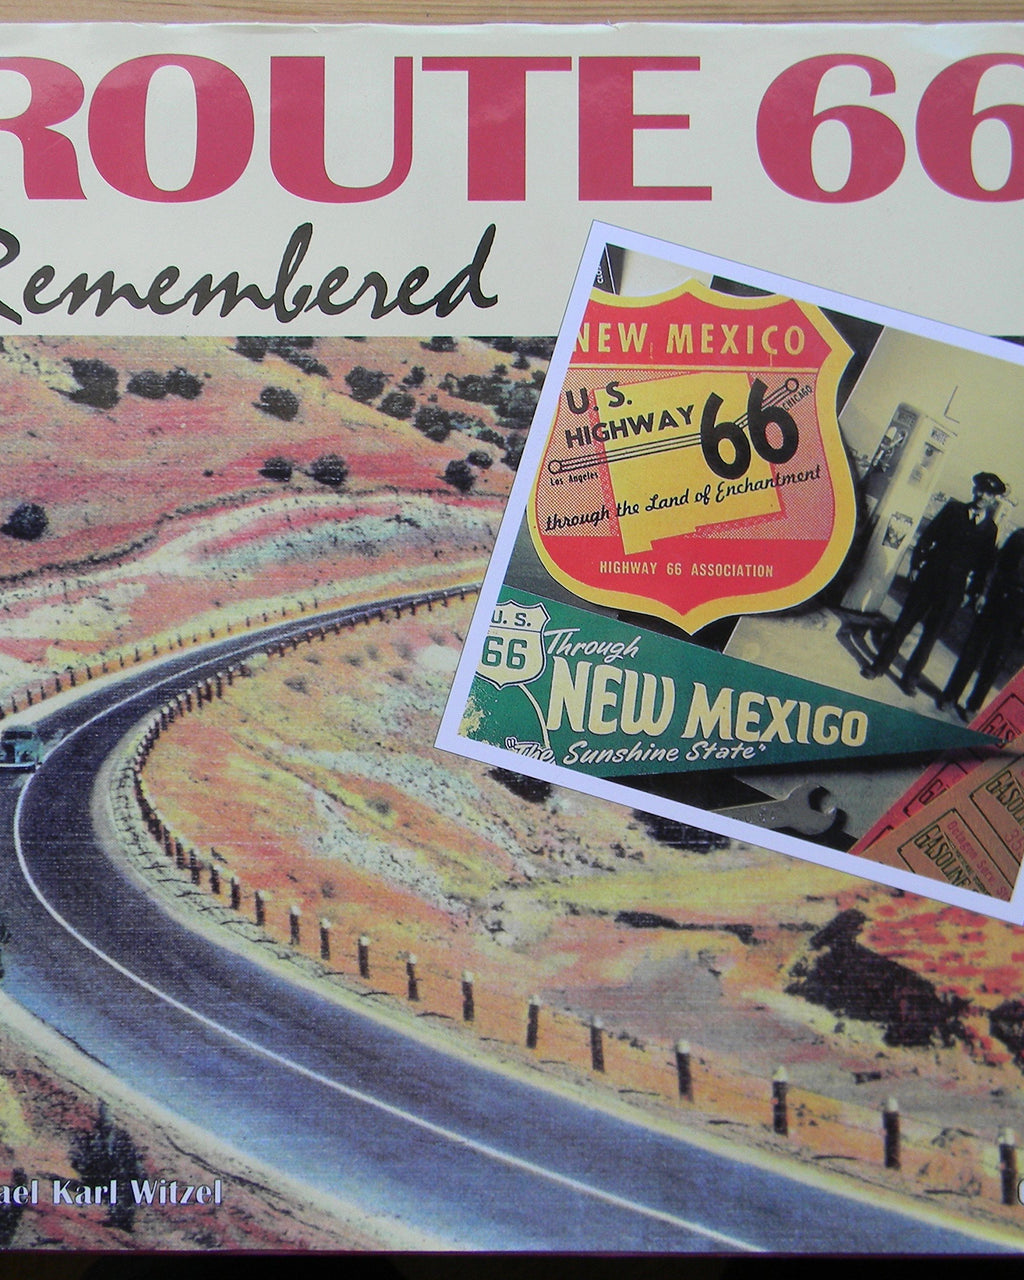 ROUTE 66
Remembered
NEW MEXICO
U. S.
HIGHWAY 66
CHICAGO
Los Angeles
through the Land of Enchantment
HIGHWAY 66 ASSOCIATION
U. S.
66
Through
NEW MEXICO
"The Sunshine State"
GASOLINE
ael Karl Witzel